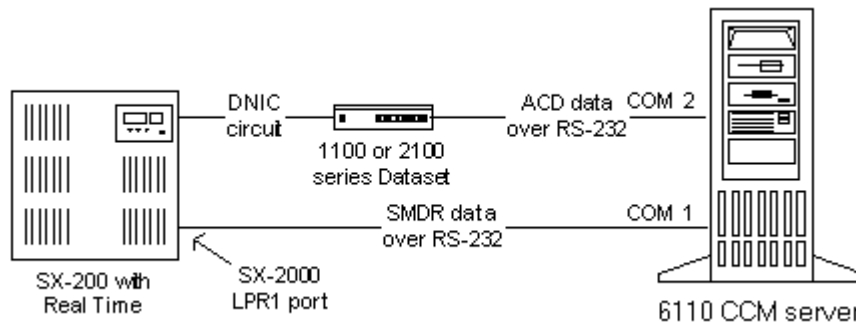 DNIC
circuit
1100 or 2100
series Dataset
ACD data
over RS-232
COM 2
SMDR data
over RS-232
COM 1
SX-200 with
Real Time
SX-2000
LPR1 port
6110 CCM server